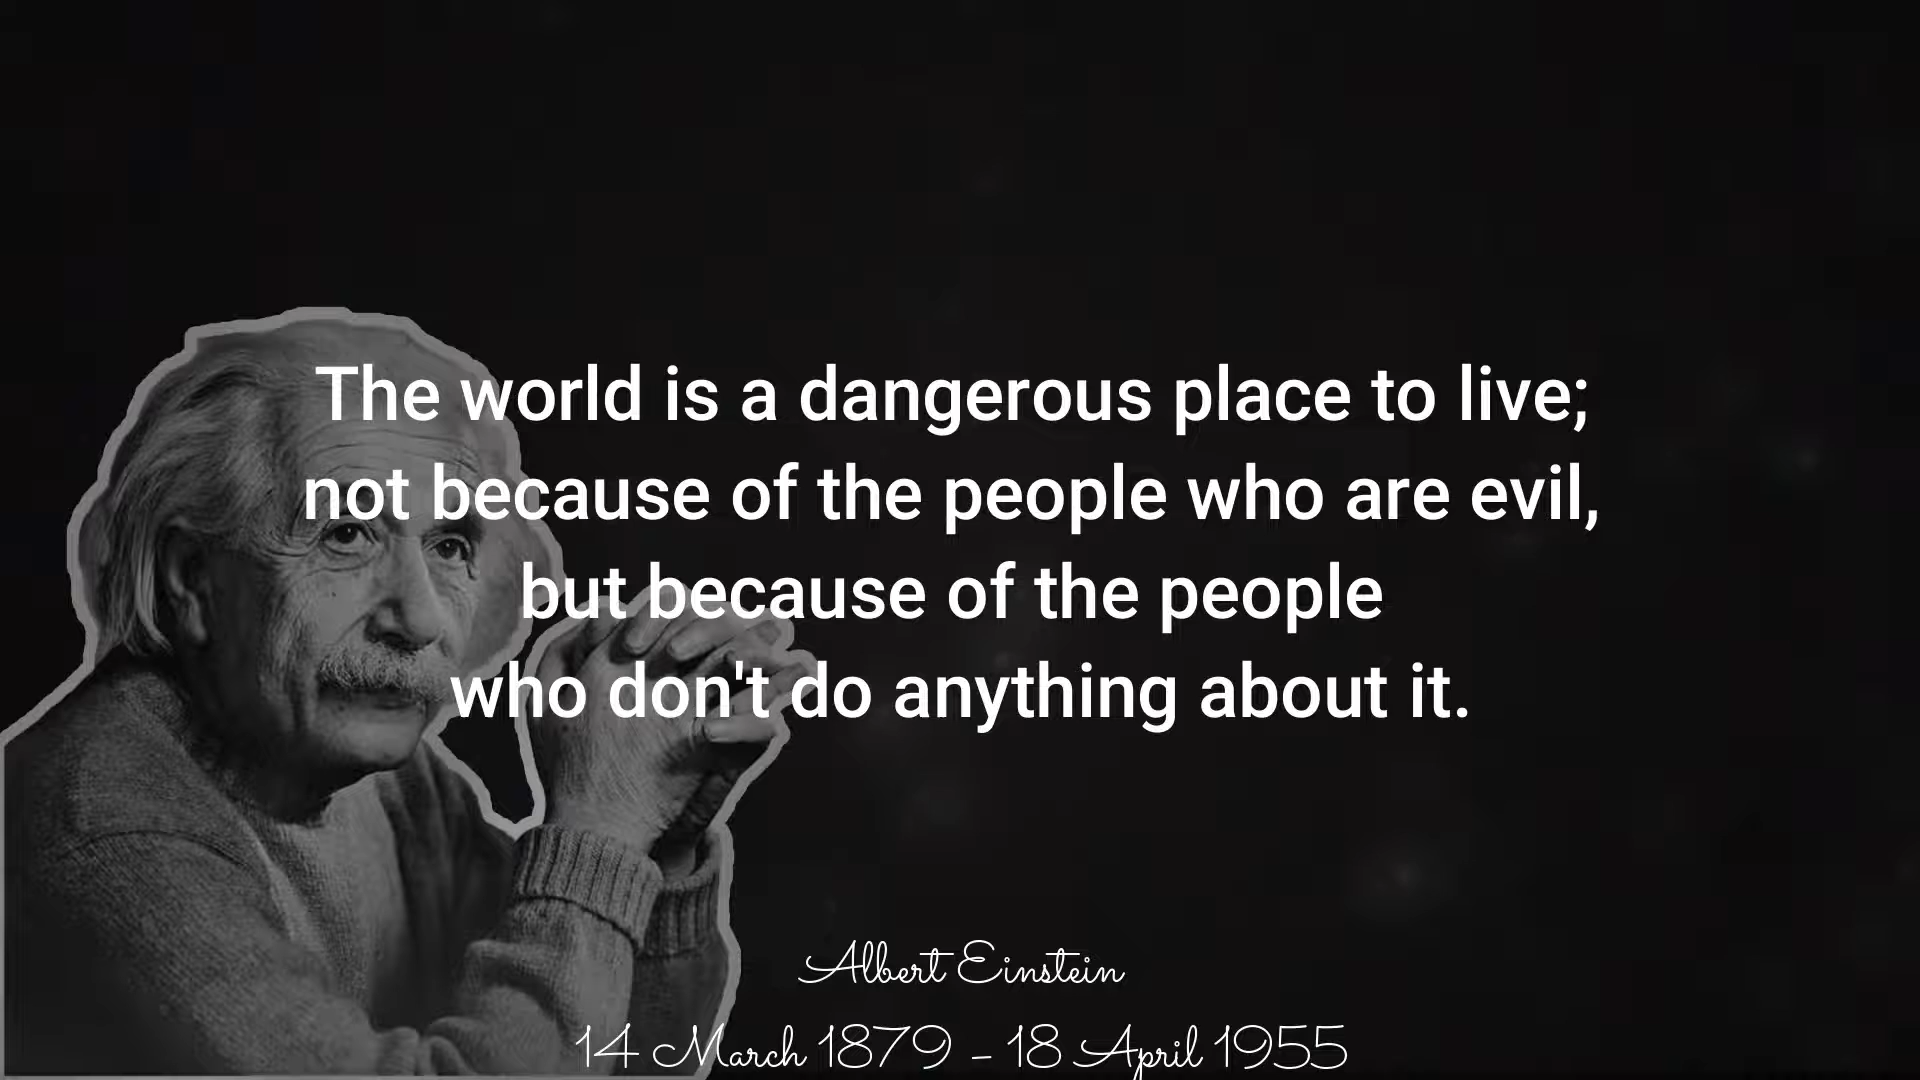 The world is a dangerous place to live;
not because of the people who are evil,
but because of the people
who don't do anything about it.
Albert Einstein
14 March 1879 - 18 April 1955